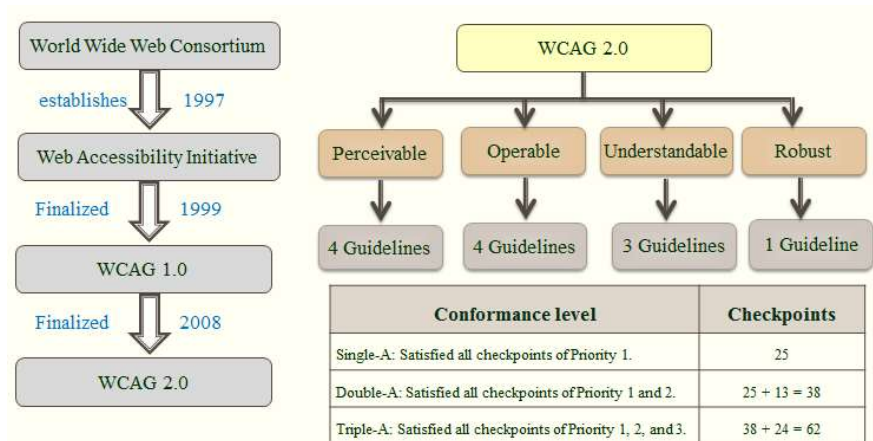 World Wide Web Consortium
establishes 1997
Web Accessibility Initiative
Finalized 1999
WCAG 1.0
Finalized 2008
WCAG 2.0
WCAG 2.0
Perceivable Operable Understandable Robust
4 Guidelines 4 Guidelines 3 Guidelines 1 Guideline
Conformance level Checkpoints
Single-A: Satisfied all checkpoints of Priority 1. 25
Double-A: Satisfied all checkpoints of Priority 1 and 2. 25 + 13 = 38
Triple-A: Satisfied all checkpoints of Priority 1, 2, and 3. 38 + 24 = 62